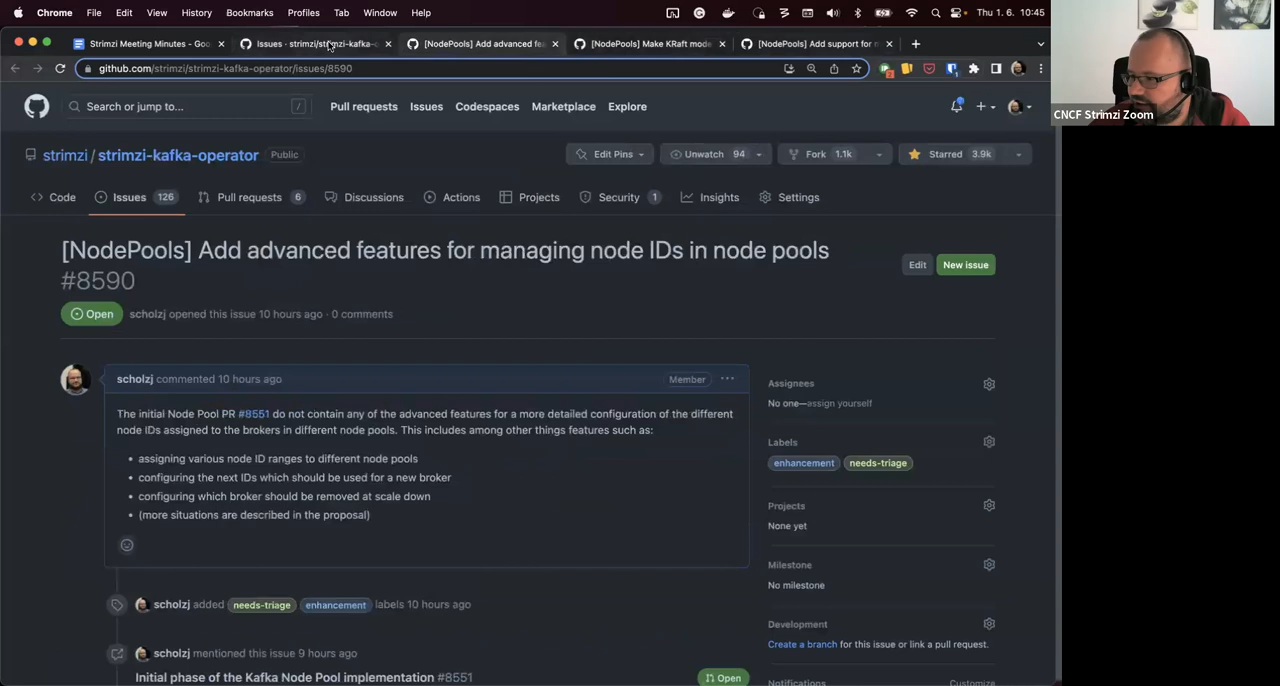 Chrome File Edit View History Bookmarks Profiles Tab Window Help Thu 1. 6. 10:45
Strimzi Meeting Minutes - Goo
Issues · strimzi/strimzi-kafka-o
[NodePools] Add advanced fea
[NodePools] Make KRaft mode
[NodePools] Add support for m
github.com/strimzi/strimzi-kafka-operator/issues/8590
Search or jump to... / Pull requests Issues Codespaces Marketplace Explore
CNCF Strimzi Zoom
strimzi / strimzi-kafka-operator Public Edit Pins Unwatch 94 Fork 1.1k Starred 3.9k
Code Issues 126 Pull requests 6 Discussions Actions Projects Security 1 Insights Settings
[NodePools] Add advanced features for managing node IDs in node pools
#8590
Edit New issue
Open scholzj opened this issue 10 hours ago · 0 comments
scholzj commented 10 hours ago Member ···
The initial Node Pool PR #8551 do not contain any of the advanced features for a more detailed configuration of the different
node IDs assigned to the brokers in different node pools. This includes among other things features such as:
• assigning various node ID ranges to different node pools
• configuring the next IDs which should be used for a new broker
• configuring which broker should be removed at scale down
• (more situations are described in the proposal)
scholzj added needs-triage enhancement labels 10 hours ago
scholzj mentioned this issue 9 hours ago
Initial phase of the Kafka Node Pool implementation #8551
Open
Assignees
No one—assign yourself
Labels
enhancement needs-triage
Projects
None yet
Milestone
No milestone
Development
Create a branch for this issue or link a pull request.
Notifications Customize